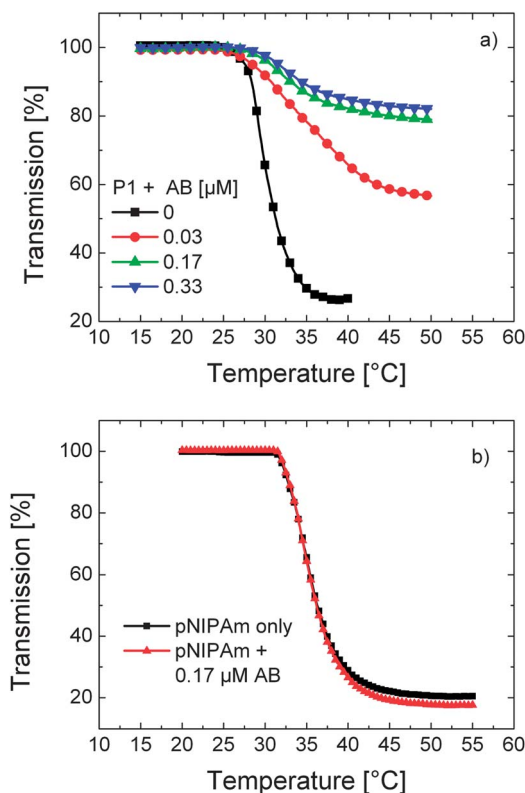 a)
100
80
60
40
20
Transmission [%]
P1 + AB [µM]
0
0.03
0.17
0.33
10 15 20 25 30 35 40 45 50 55 60
Temperature [°C]
b)
100
80
60
40
20
Transmission [%]
pNIPAm only
pNIPAm +
0.17 µM AB
10 15 20 25 30 35 40 45 50 55 60
Temperature [°C]